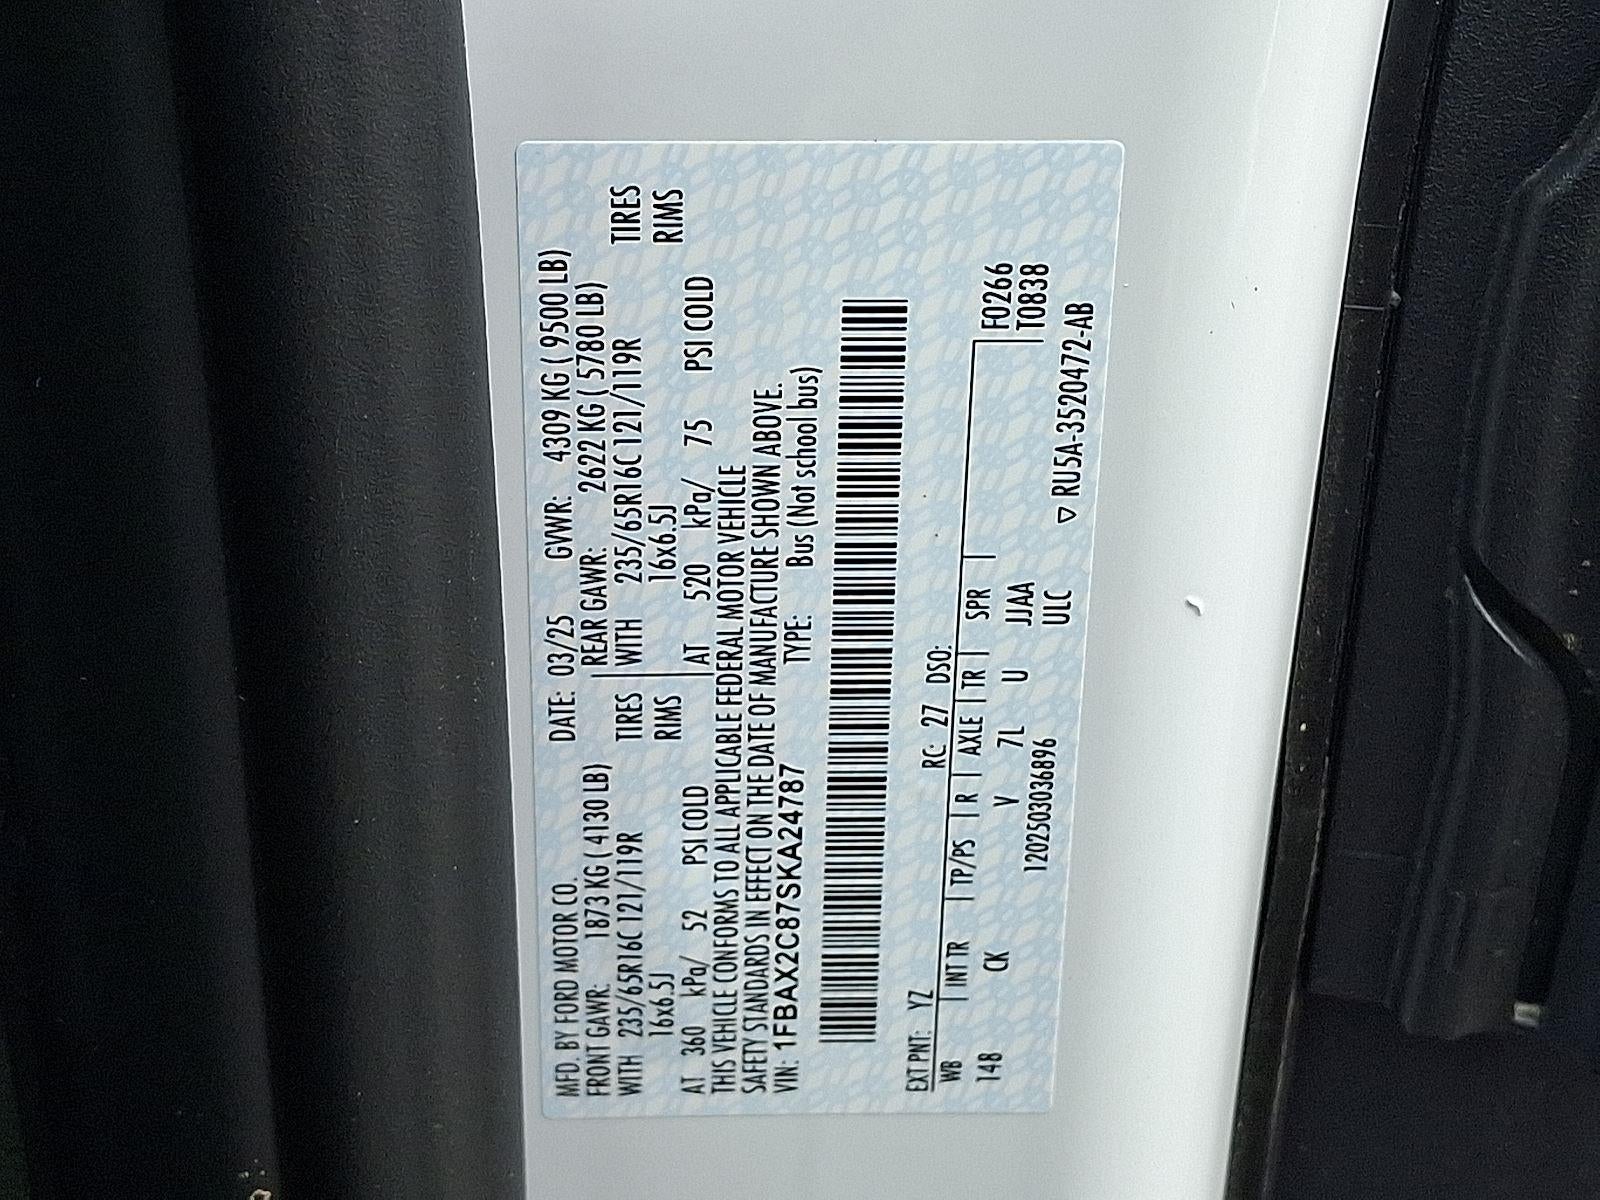 MFD. BY FORD MOTOR CO. DATE: 03/25 GVWR: 4309 KG ( 9500 LB)
FRONT GAWR: 1873 KG ( 4130 LB) REAR GAWR: 2622 KG ( 5780 LB)
WITH 235/65R16C 121/119R TIRES WITH 235/65R16C 121/119R TIRES
16x6.5J RIMS 16x6.5J RIMS
AT 360 kPa/ 52 PSI COLD AT 520 kPa/ 75 PSI COLD
THIS VEHICLE CONFORMS TO ALL APPLICABLE FEDERAL MOTOR VEHICLE
SAFETY STANDARDS IN EFFECT ON THE DATE OF MANUFACTURE SHOWN ABOVE.
VIN: 1FBAX2C87SKA24787 TYPE: Bus (Not school bus)
EXT PNT: YZ RC: 27 DSO:
WB INT TR TP/PS R AXLE TR SPR F0266
148 CK V 7L U JJAA T0838
1202503036896 ULC
▽ RU5A-3520472-AB